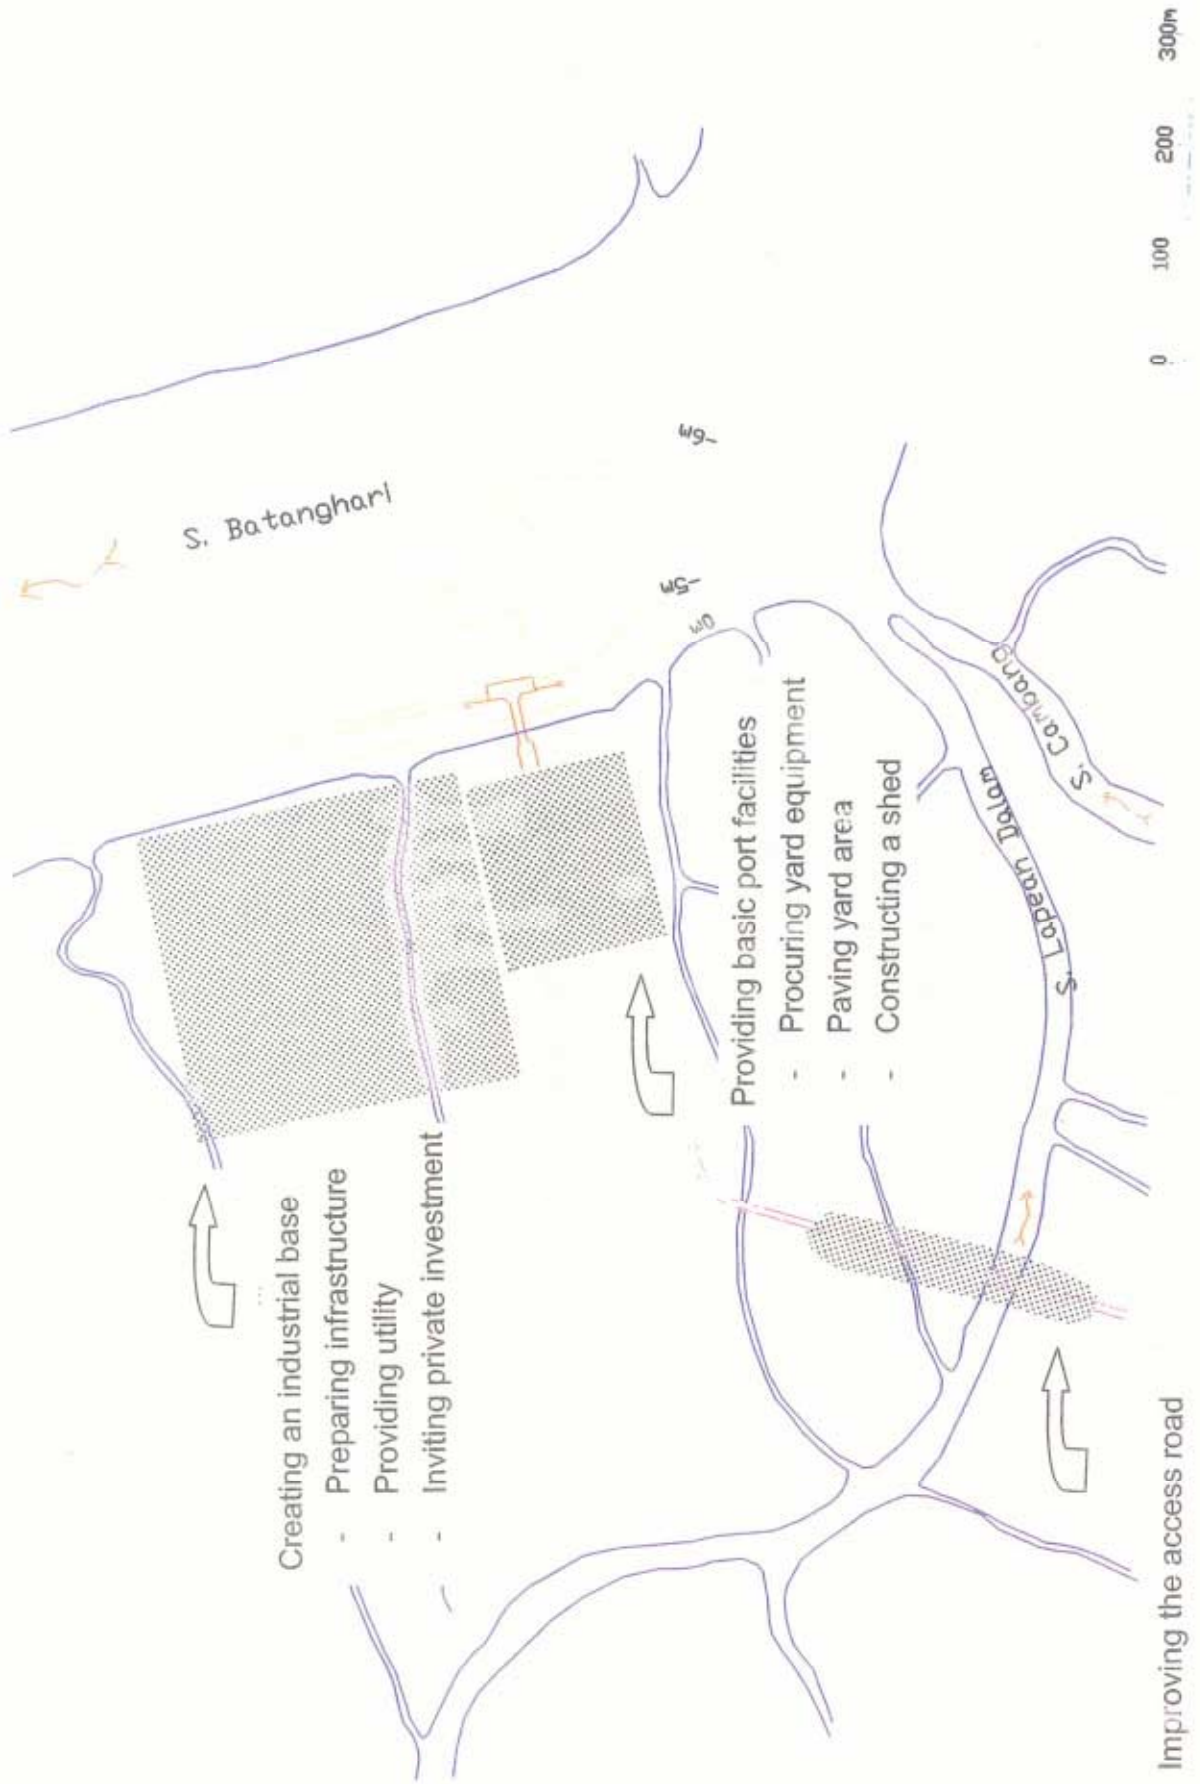 S. Batanghari
-6m
-5m
0m
S. Cambang
S. Lapean Dalam
Creating an industrial base
- Preparing infrastructure
- Providing utility
- Inviting private investment
Providing basic port facilities
- Procuring yard equipment
- Paving yard area
- Constructing a shed
Improving the access road
0 100 200 300m